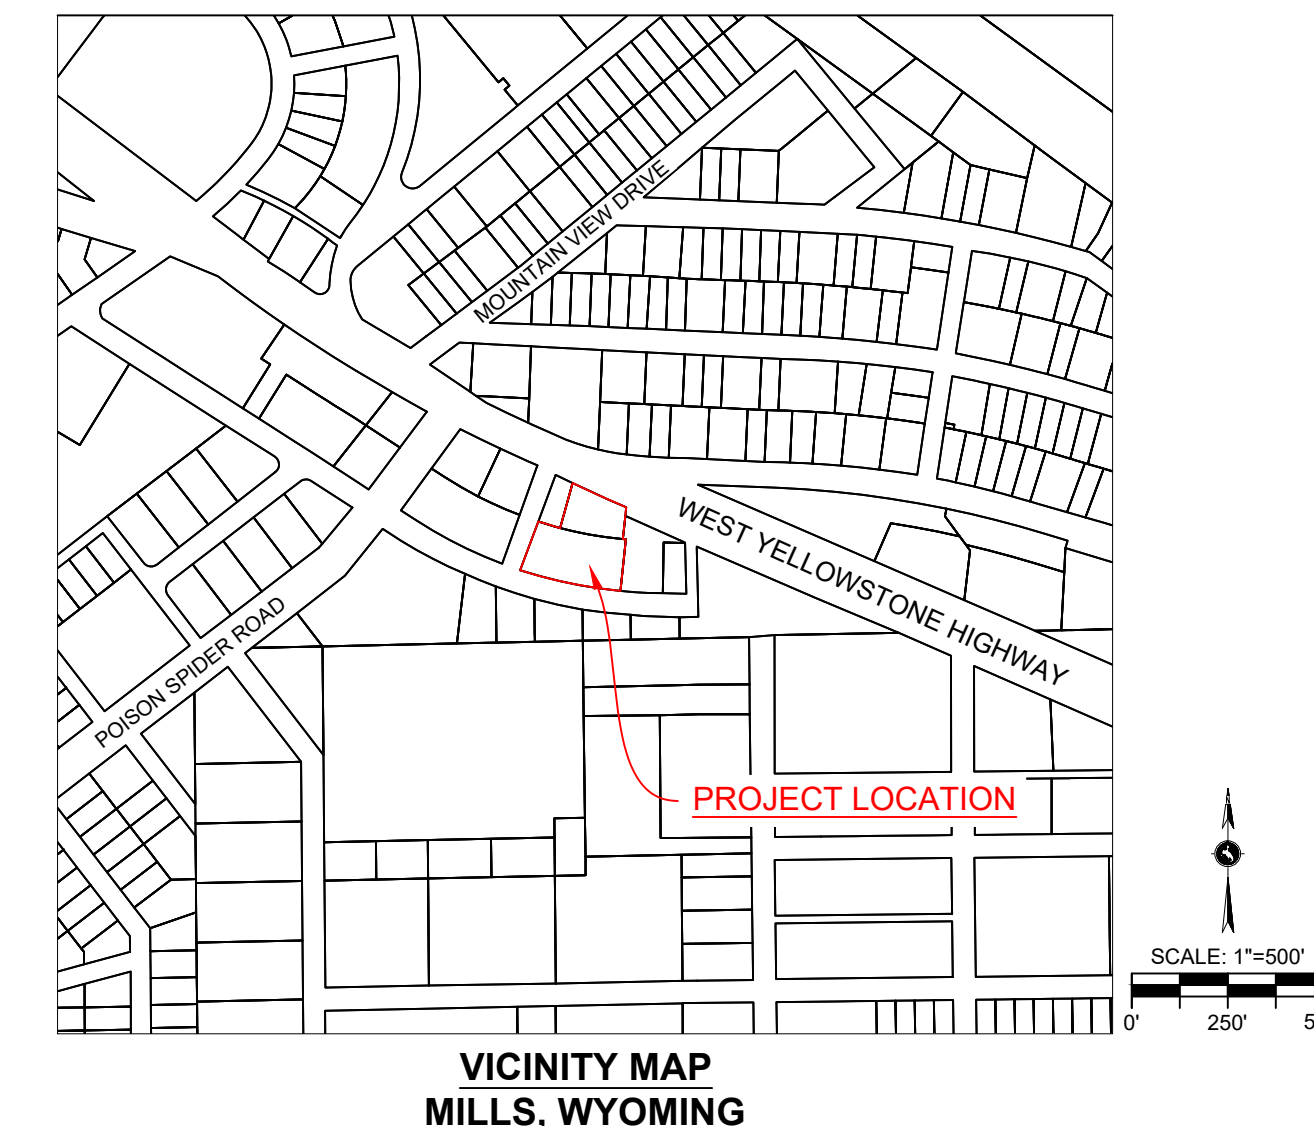 MOUNTAIN VIEW DRIVE
WEST YELLOWSTONE HIGHWAY
POISON SPIDER ROAD
PROJECT LOCATION
SCALE: 1"=500'
0' 250' 5
VICINITY MAP
MILLS, WYOMING